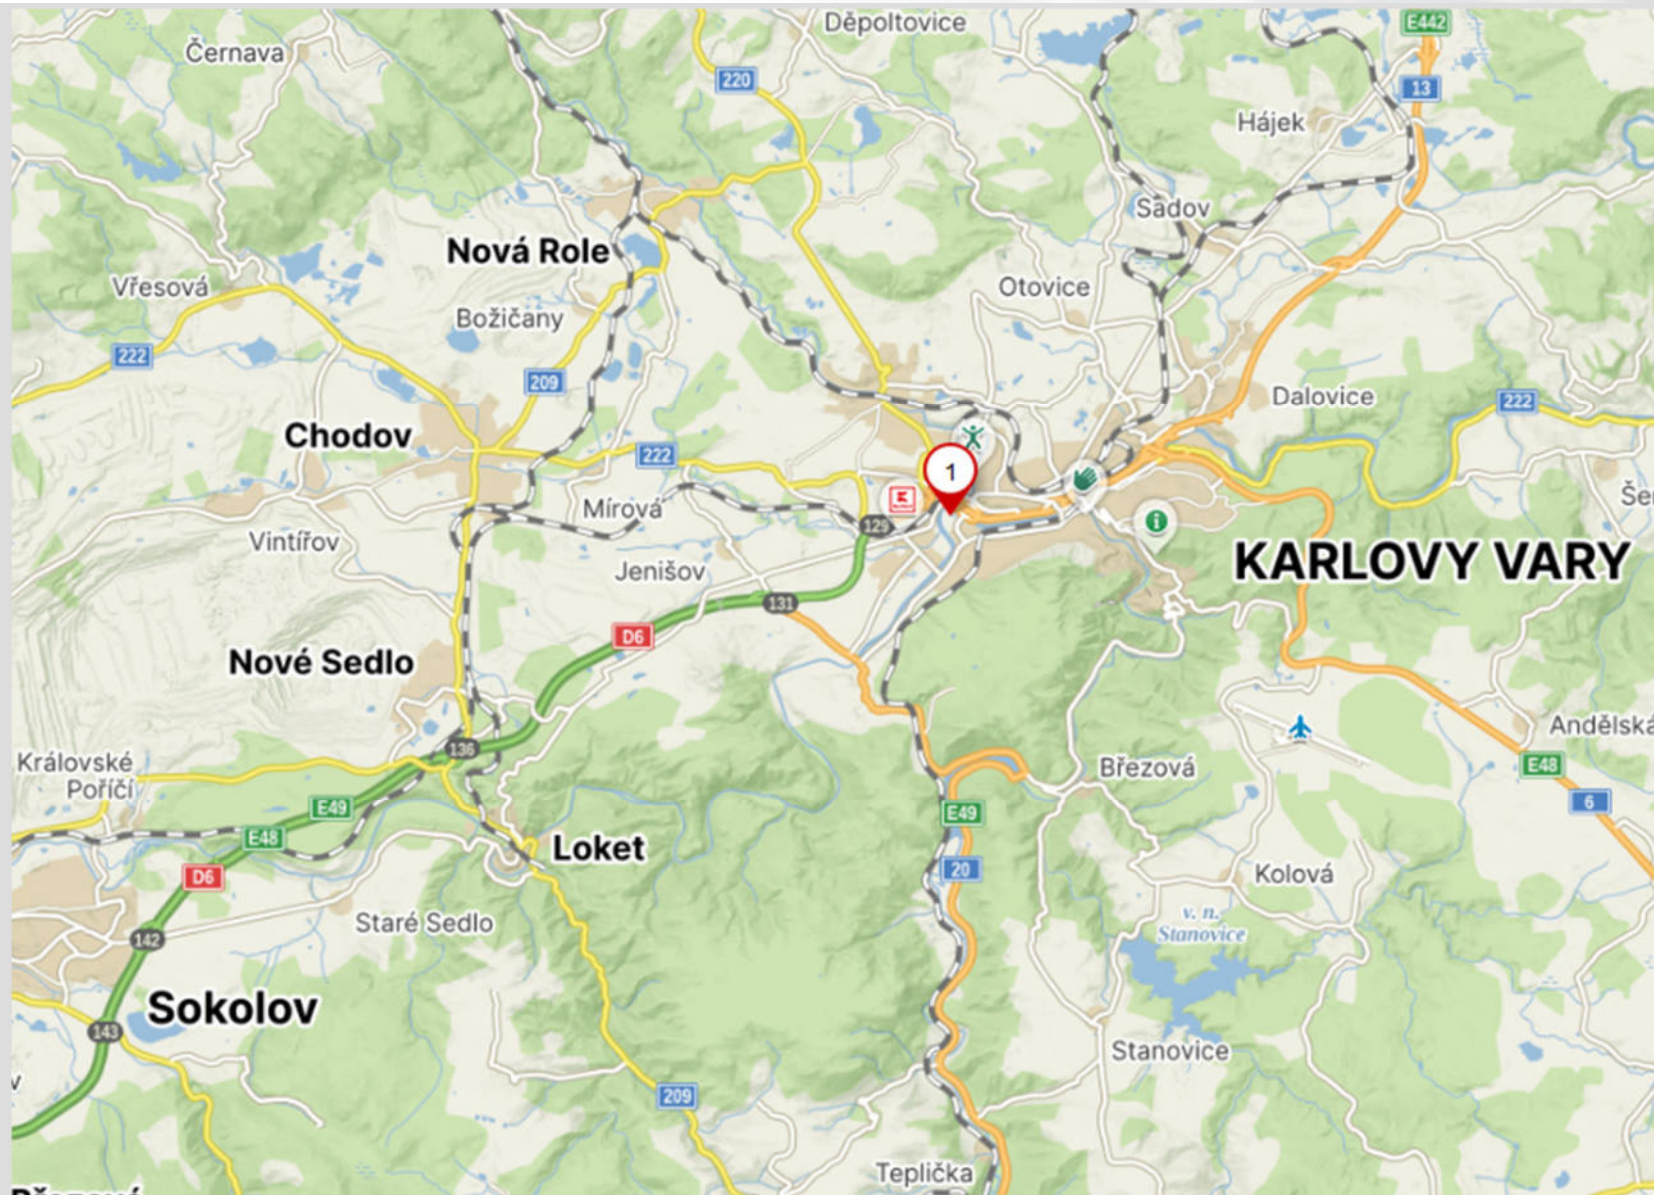 Děpoltovice
E442
Černava
220
13
Hájek
Sadov
Nová Role
Vřesová
Otovice
Božičany
222
209
Dalovice
222
Chodov
222
1
Mírová
129
Vintířov
KARLOVY VARY
Jenišov
131
D6
Nové Sedlo
Andělská
136
Královské
Poříčí
Březová
E48
6
E49
E49
E48
Loket
20
D6
Kolová
Staré Sedlo
v. n.
Stanovice
142
Sokolov
143
Stanovice
209
Teplička